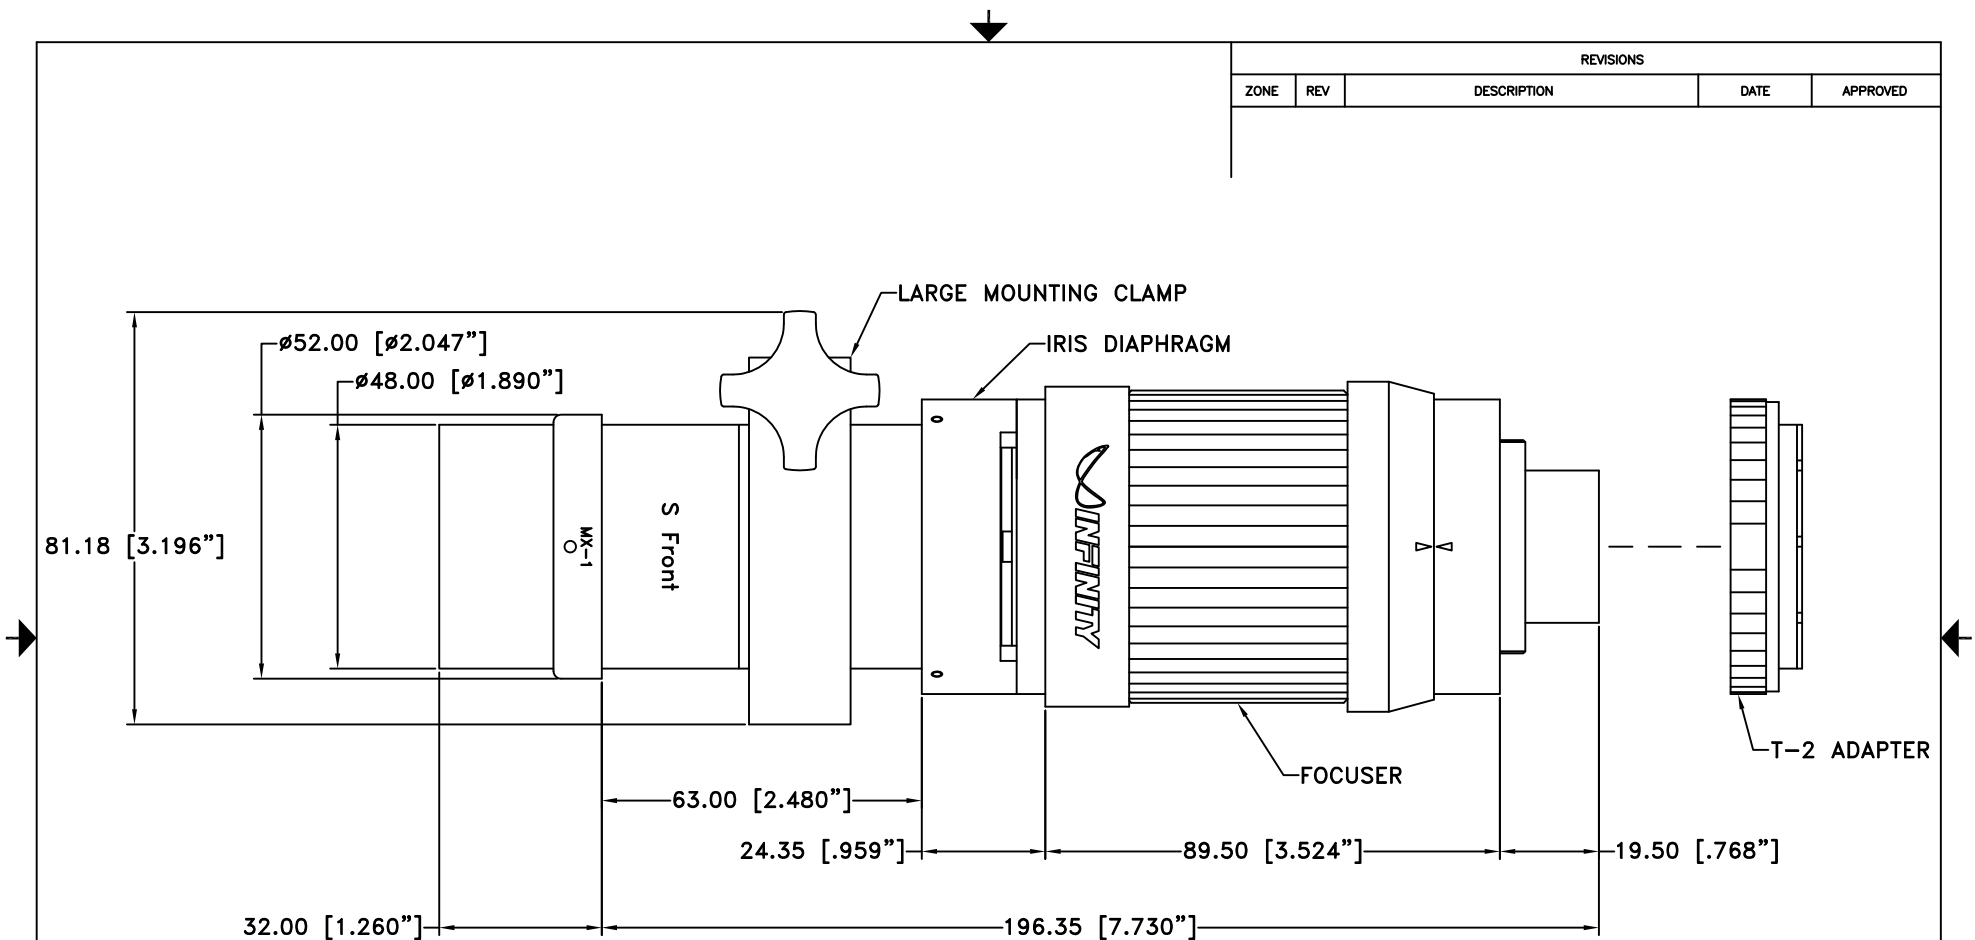 REVISIONS
ZONE REV DESCRIPTION DATE APPROVED
LARGE MOUNTING CLAMP
IRIS DIAPHRAGM
ø52.00 [ø2.047”]
ø48.00 [ø1.890”]
81.18 [3.196”]
MX-1
S Front
INFINITY
T-2 ADAPTER
FOCUSER
63.00 [2.480”]
24.35 [.959”]
89.50 [3.524”]
19.50 [.768”]
32.00 [1.260”]
196.35 [7.730”]